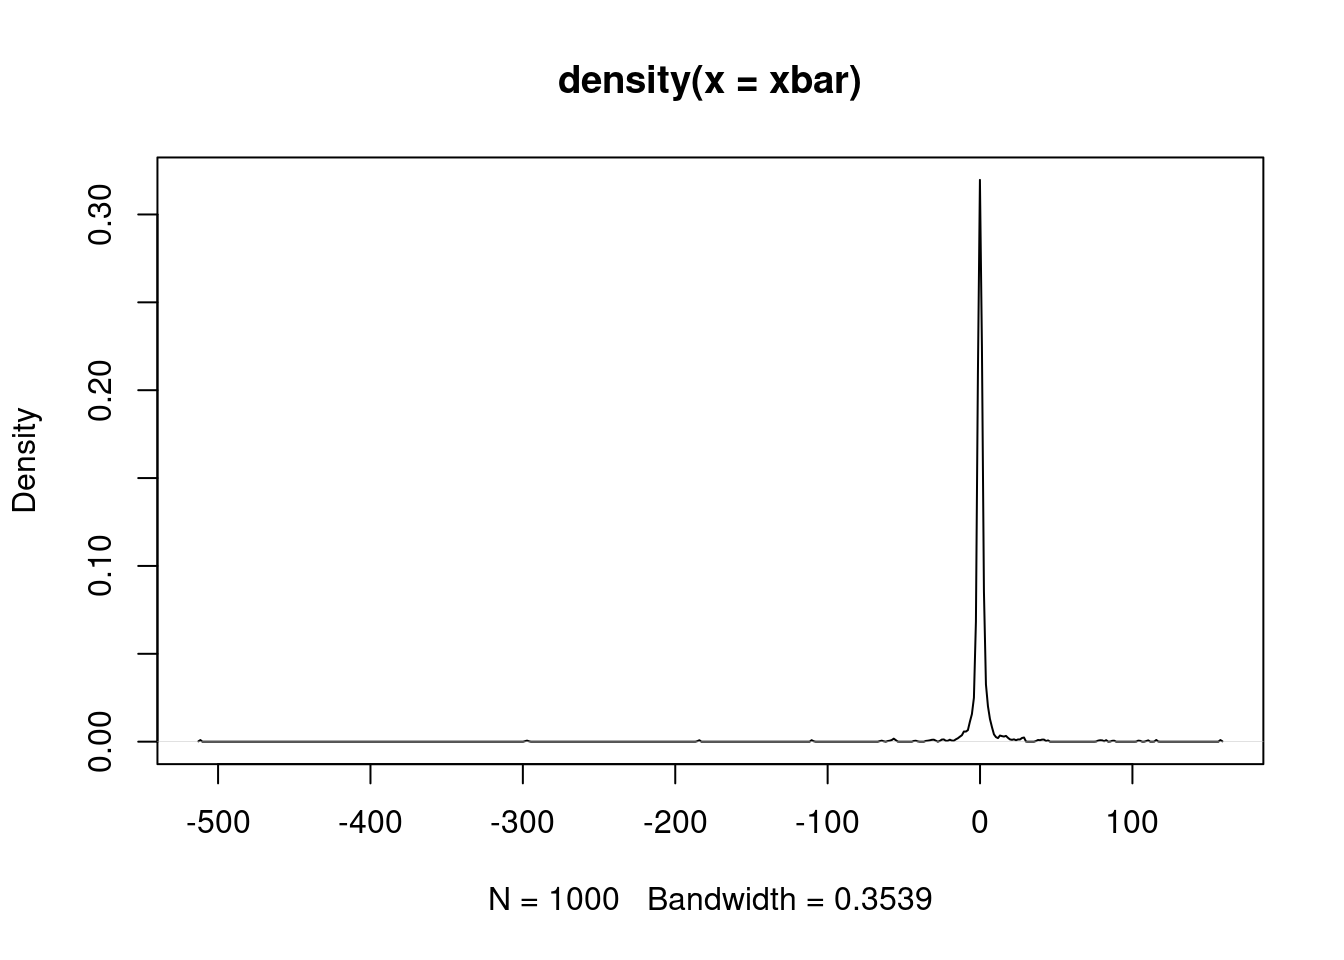 density(x = xbar)
Density
0.30
0.20
0.10
0.00
-500 -400 -300 -200 -100 0 100
N = 1000 Bandwidth = 0.3539